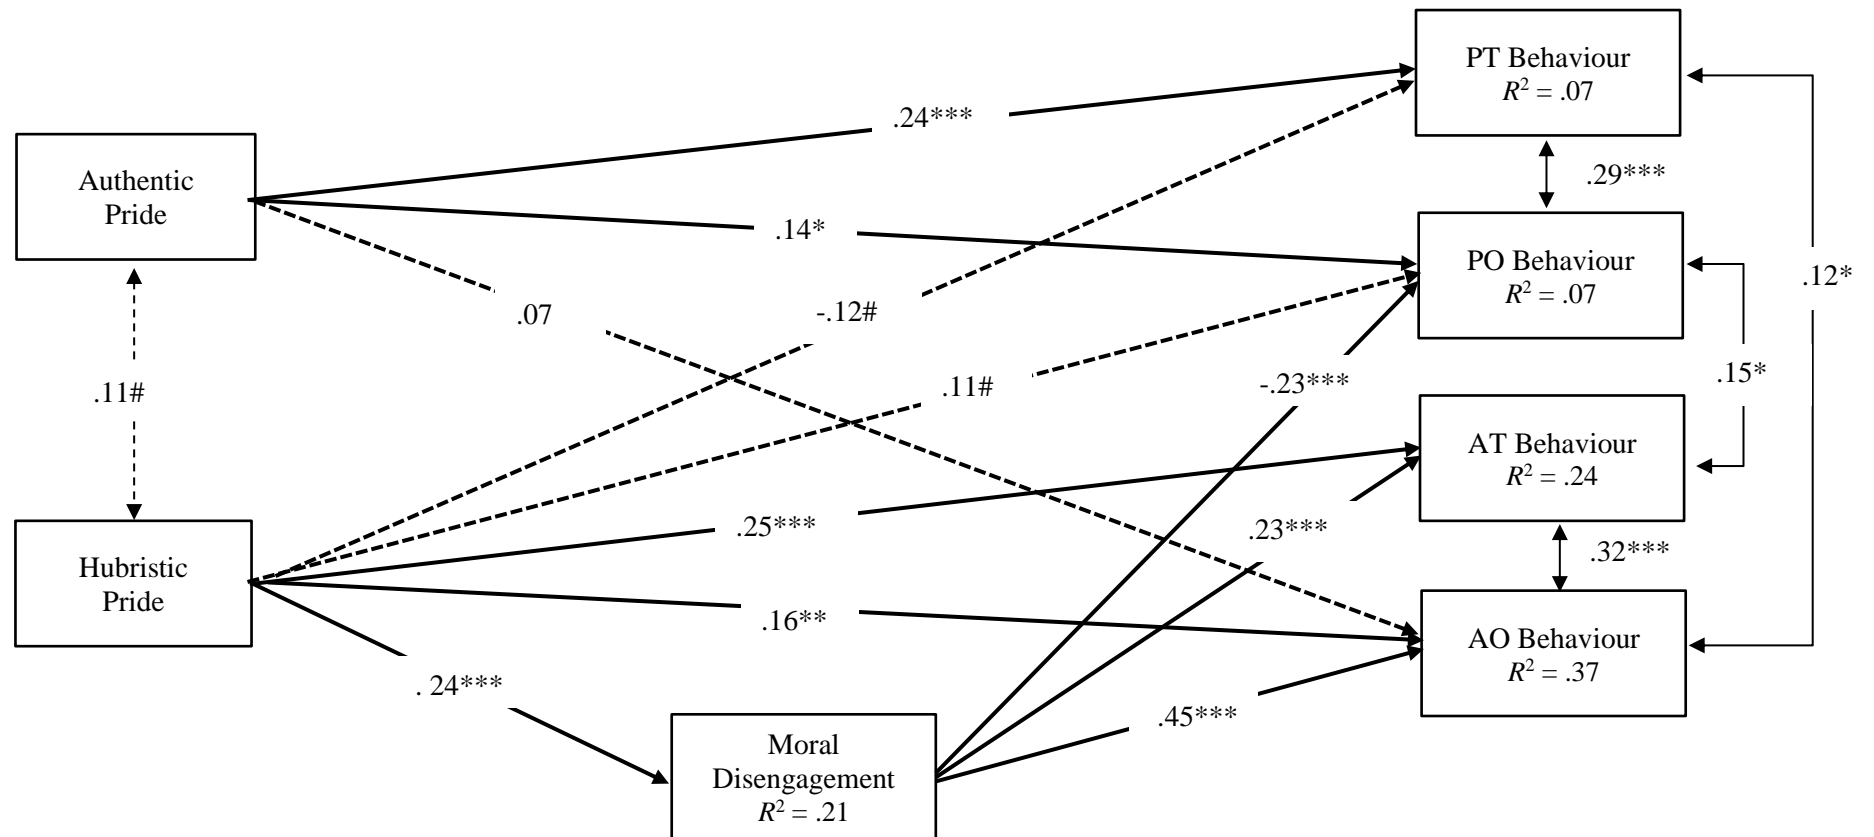 PT Behaviour
R² = .07
.24***
Authentic
Pride
.29***
.14*
PO Behaviour
R² = .07
.12*
.07
-.12#
.11#
.11#
-.23***
.15*
AT Behaviour
R² = .24
.25***
.23***
.32***
Hubristic
Pride
.16**
AO Behaviour
R² = .37
. 24***
.45***
Moral
Disengagement
R² = .21